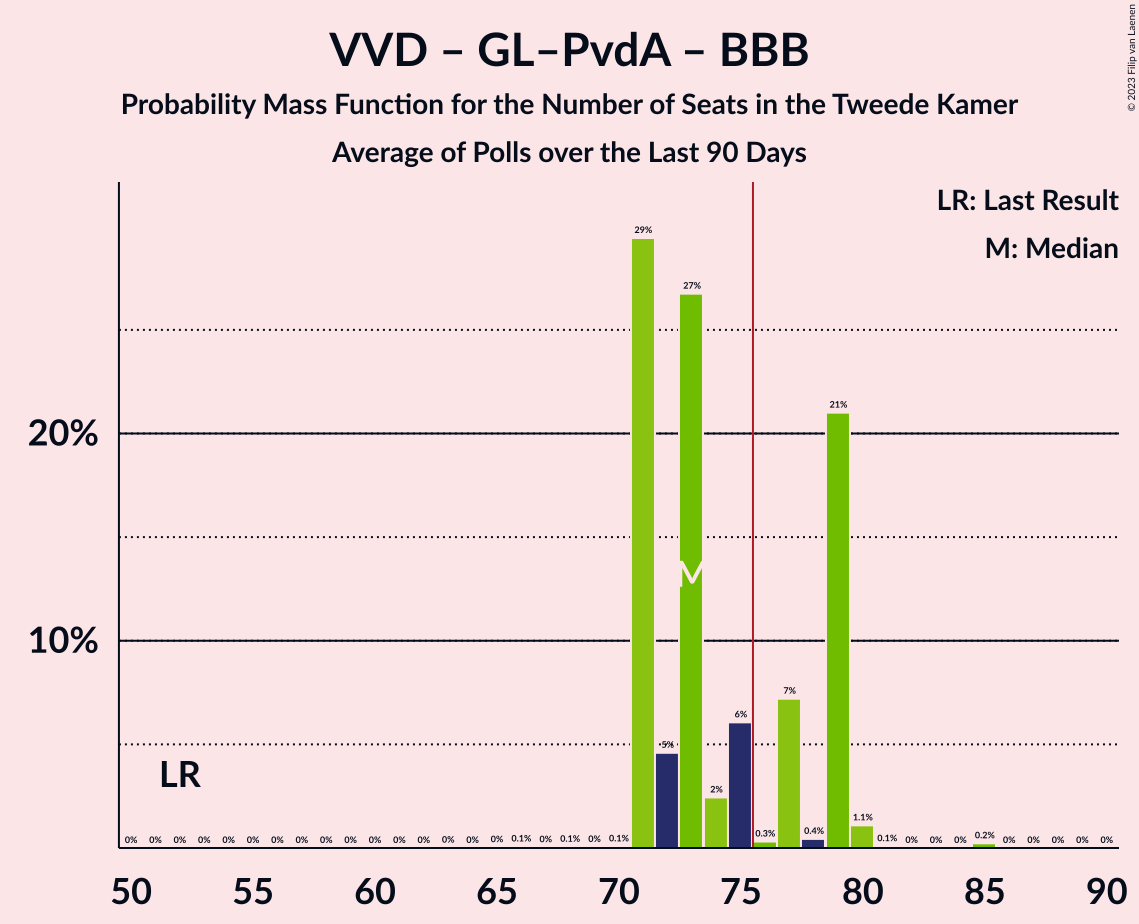 VVD – GL–PvdA – BBB
Probability Mass Function for the Number of Seats in the Tweede Kamer
Average of Polls over the Last 90 Days
© 2023 Filip van Laenen
LR: Last Result
M: Median
20%
10%
LR
M
0% 0% 0% 0% 0% 0% 0% 0% 0% 0% 0% 0% 0% 0% 0% 0% 0.1% 0% 0.1% 0% 0.1% 29% 5% 27% 2% 6% 0.3% 7% 0.4% 21% 1.1% 0.1% 0% 0% 0% 0.2% 0% 0% 0% 0% 0%
50 55 60 65 70 75 80 85 90